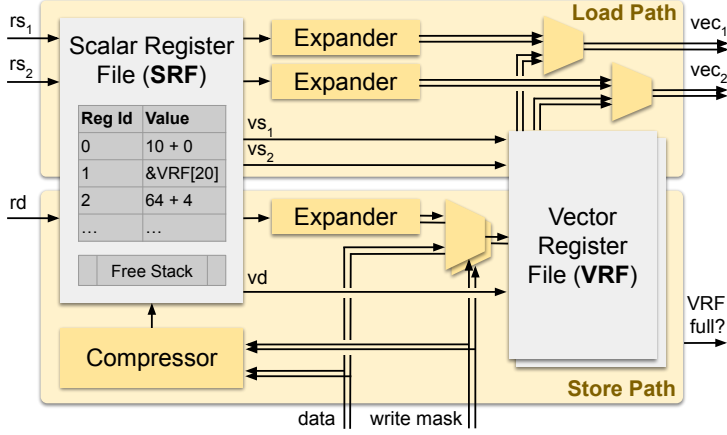 Load Path
rs1
rs2
Scalar Register
File (SRF)
Expander
Expander
vec1
vec2
Reg Id Value
0 10 + 0
1 &VRF[20]
2 64 + 4
... ...
Free Stack
vs1
vs2
rd
Expander
vd
Vector
Register
File (VRF)
VRF
full?
Compressor
Store Path
data
write mask